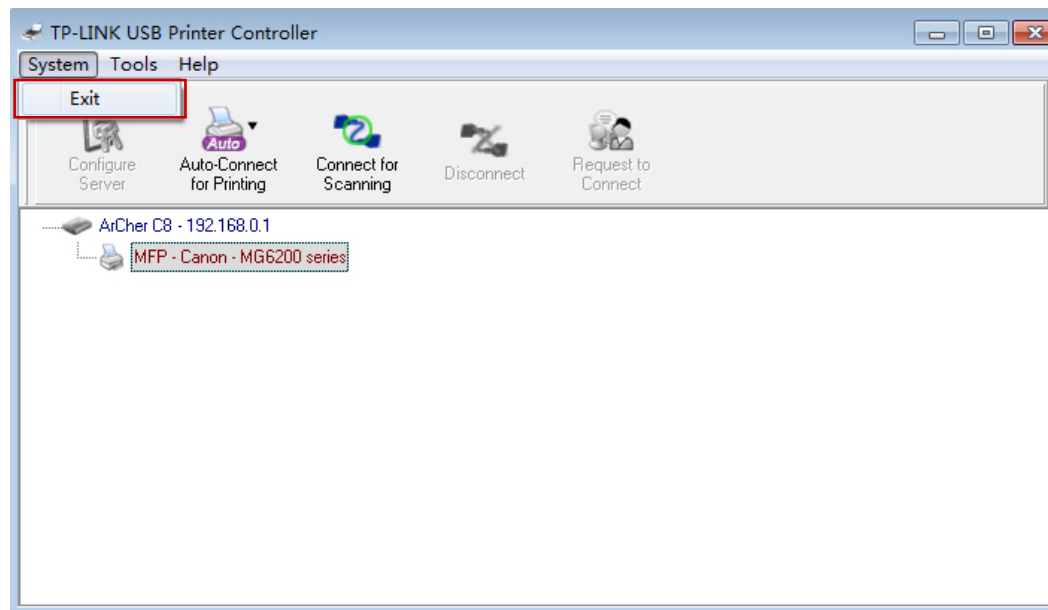 TP-LINK USB Printer Controller
System Tools Help
Exit
Configure
Server
Auto
Auto-Connect
for Printing
Connect for
Scanning
Disconnect
Request to
Connect
ArCher C8 - 192.168.0.1
MFP - Canon - MG6200 series